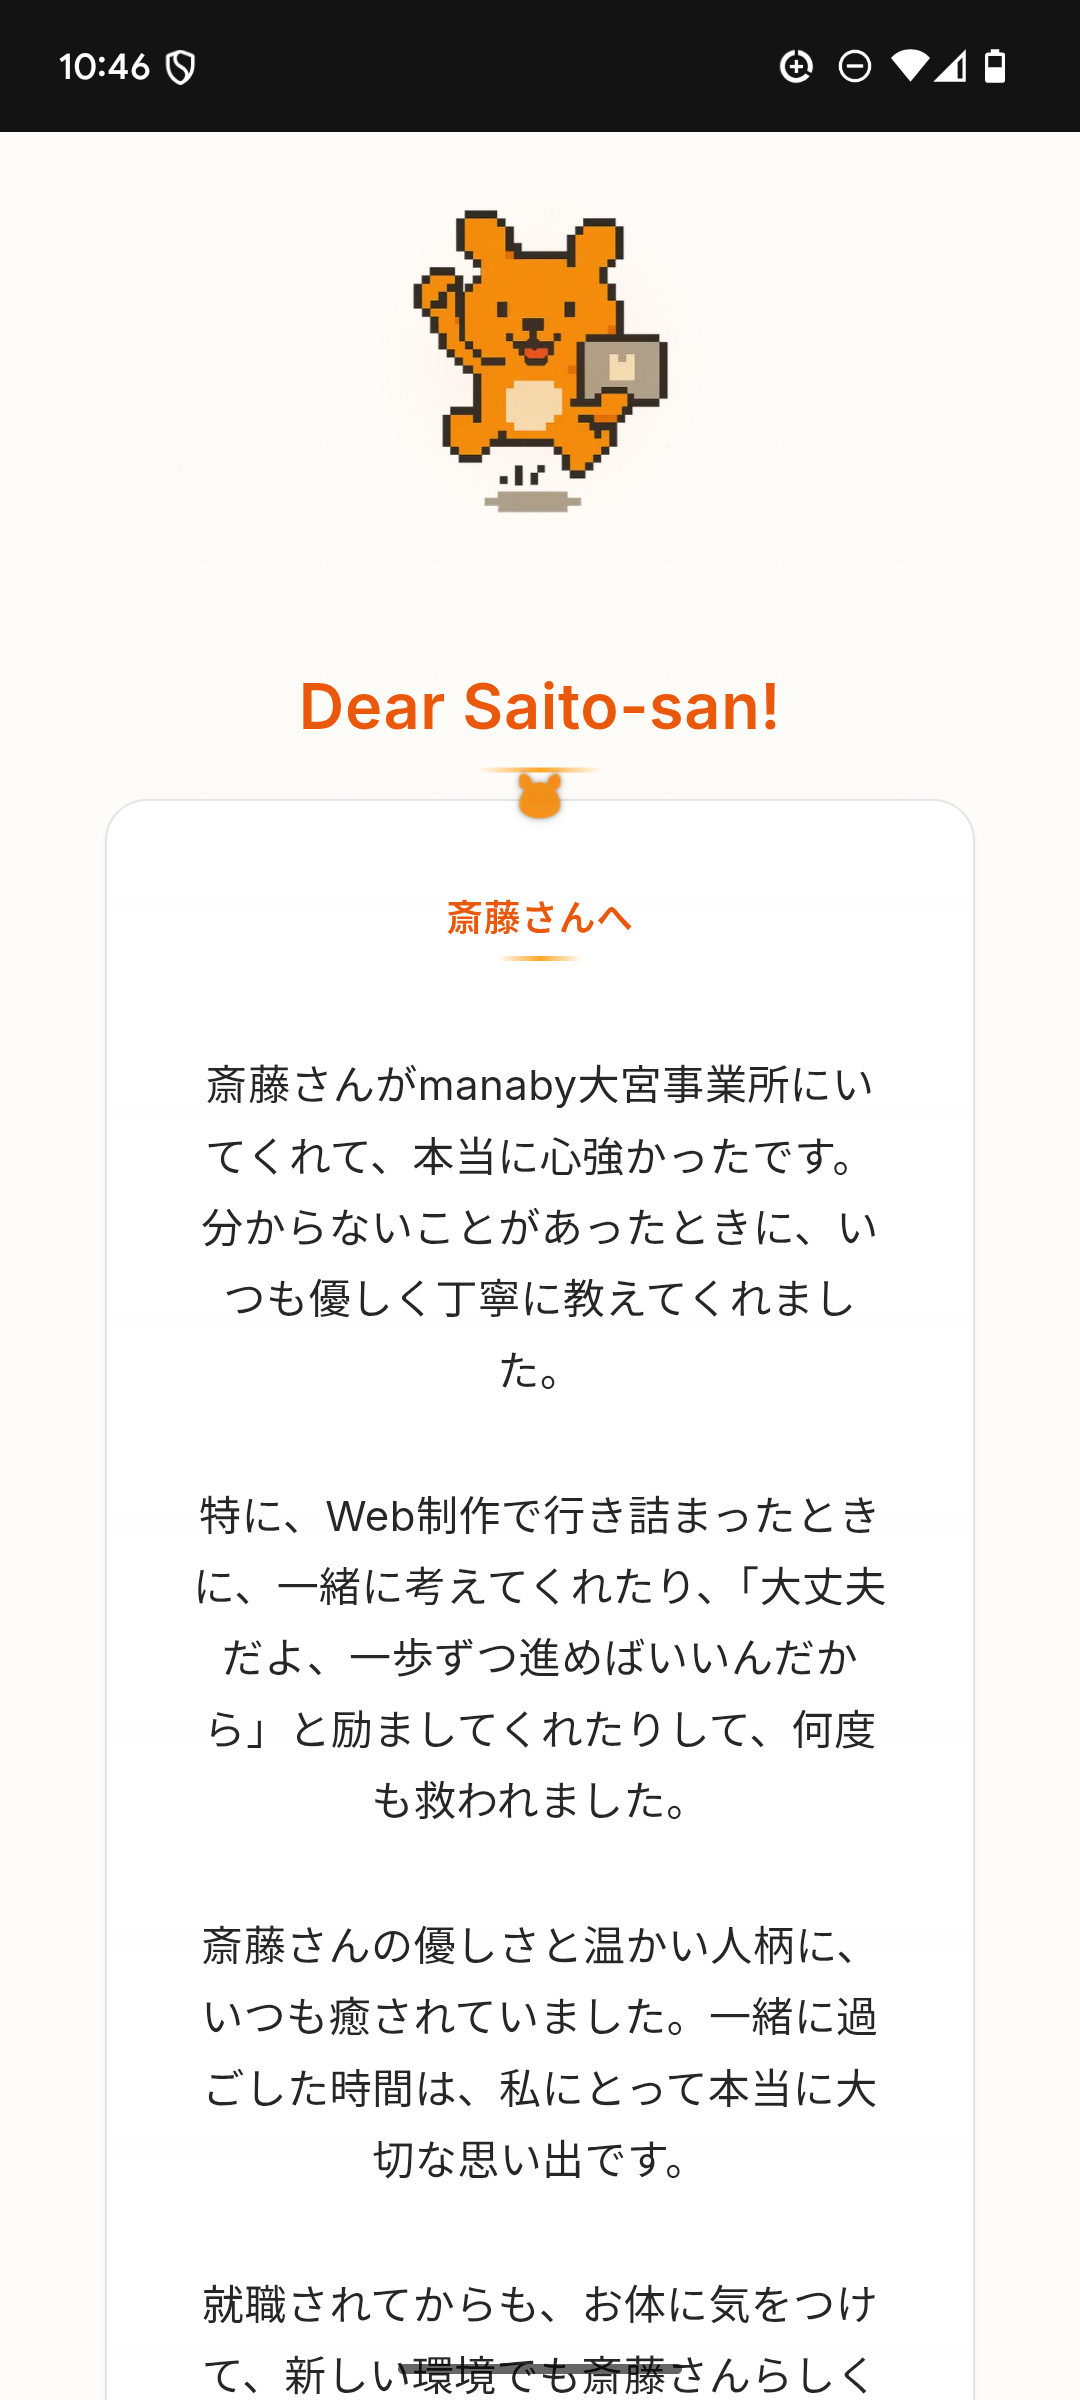 10:46
Dear Saito-san!
斎藤さんへ
斎藤さんがmanaby大宮事業所にい
てくれて、本当に心強かったです。
分からないことがあったときに、い
つも優しく丁寧に教えてくれまし
た。
特に、Web制作で行き詰まったとき
に、一緒に考えてくれたり、「大丈夫
だよ、一歩ずつ進めばいいんだか
ら」と励ましてくれたりして、何度
も救われました。
斎藤さんの優しさと温かい人柄に、
いつも癒されていました。一緒に過
ごした時間は、私にとって本当に大
切な思い出です。
就職されてからも、お体に気をつけ
て、新しい環境でも斎藤さんらしく